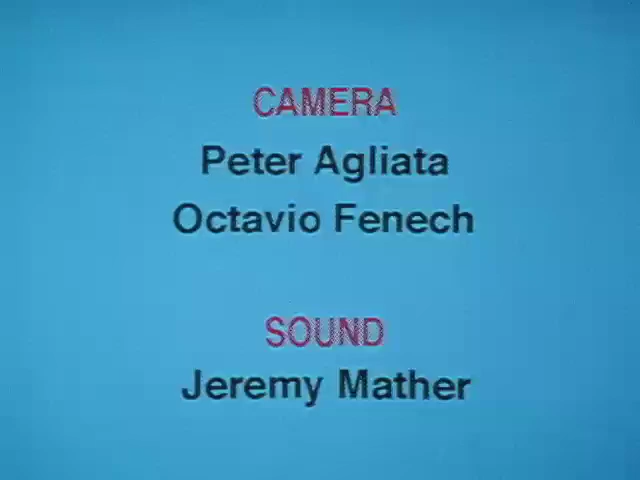 CAMERA
Peter Agliata
Octavio Fenech
SOUND
Jeremy Mather